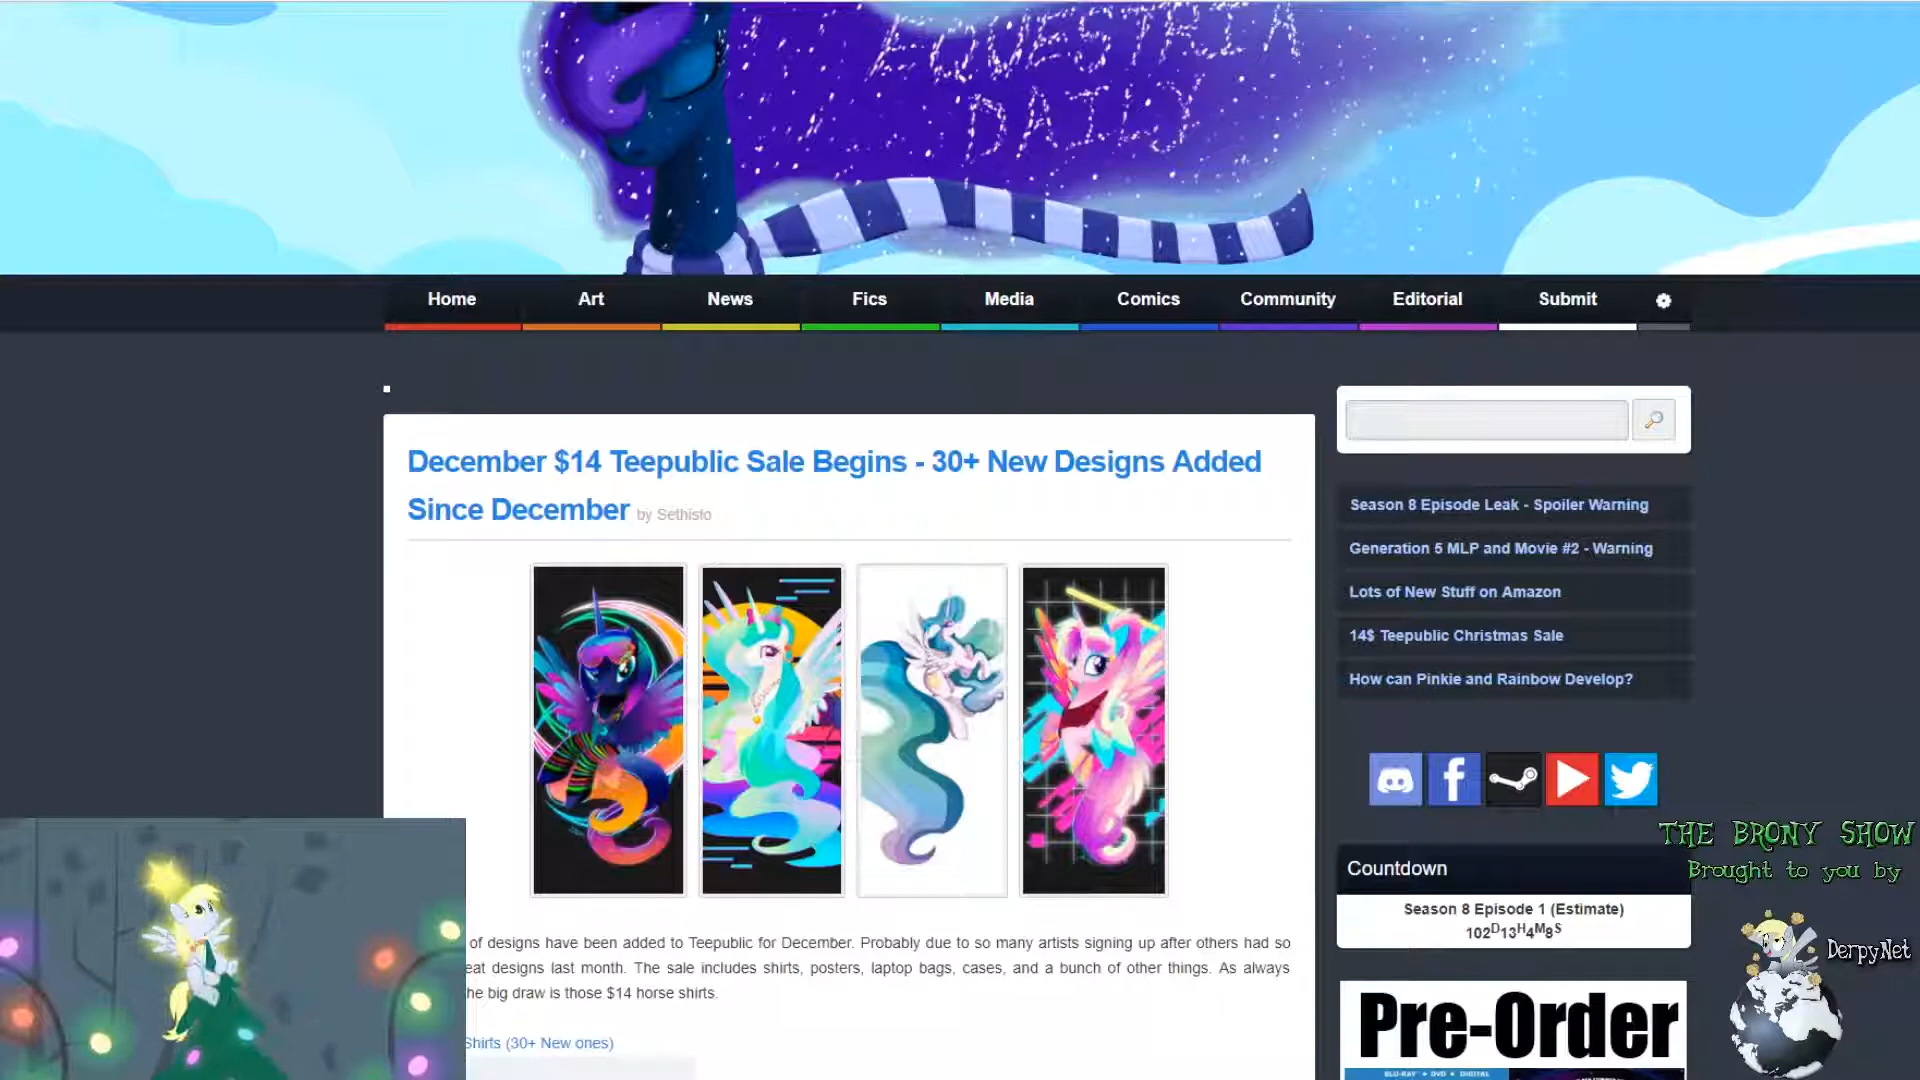 EQUESTRIA
DAILY
Home Art News Fics Media Comics Community Editorial Submit
December $14 Teepublic Sale Begins - 30+ New Designs Added
Since December by Sethisto
of designs have been added to Teepublic for December. Probably due to so many artists signing up after others had so
eat designs last month. The sale includes shirts, posters, laptop bags, cases, and a bunch of other things. As always
he big draw is those $14 horse shirts.
Shirts (30+ New ones)
Season 8 Episode Leak - Spoiler Warning
Generation 5 MLP and Movie #2 - Warning
Lots of New Stuff on Amazon
14$ Teepublic Christmas Sale
How can Pinkie and Rainbow Develop?
THE BRONY SHOW
Brought to you by
DerpyNet
Countdown
Season 8 Episode 1 (Estimate)
102D13H4M8S
Pre-Order
BLU-RAY • DVD • DIGITAL